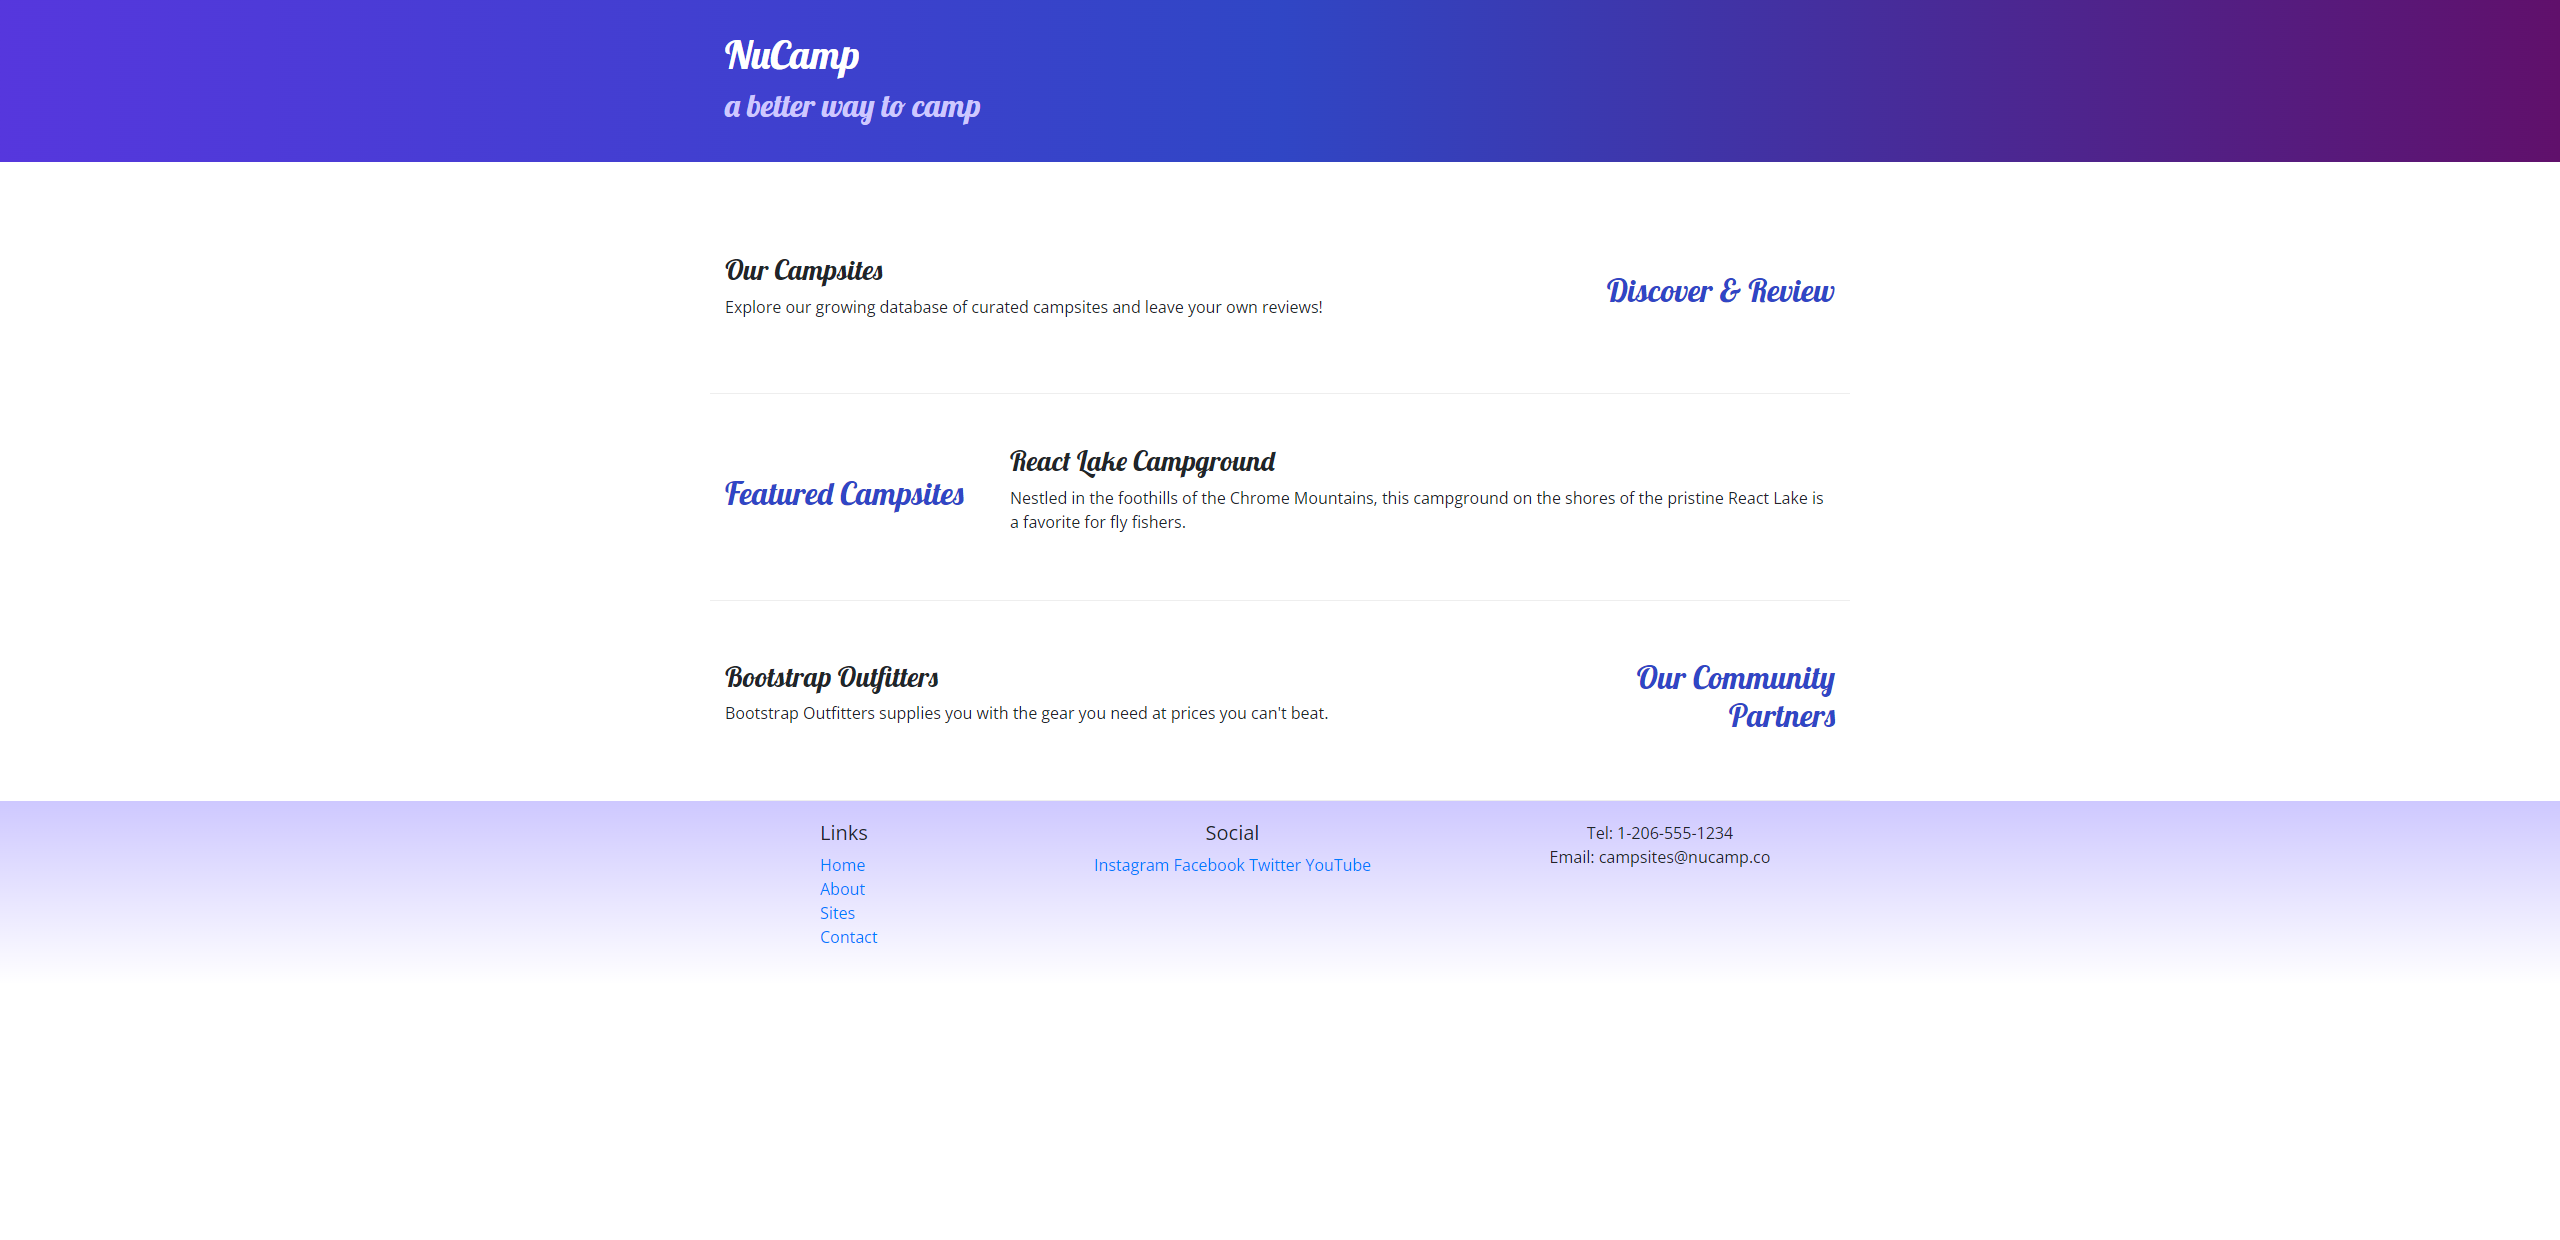 NuCamp
a better way to camp
Our Campsites
Explore our growing database of curated campsites and leave your own reviews!
Discover & Review
Featured Campsites
React Lake Campground
Nestled in the foothills of the Chrome Mountains, this campground on the shores of the pristine React Lake is
a favorite for fly fishers.
Bootstrap Outfitters
Bootstrap Outfitters supplies you with the gear you need at prices you can't beat.
Our Community
Partners
Links
Home
About
Sites
Contact
Social
Instagram Facebook Twitter YouTube
Tel: 1-206-555-1234
Email: campsites@nucamp.co